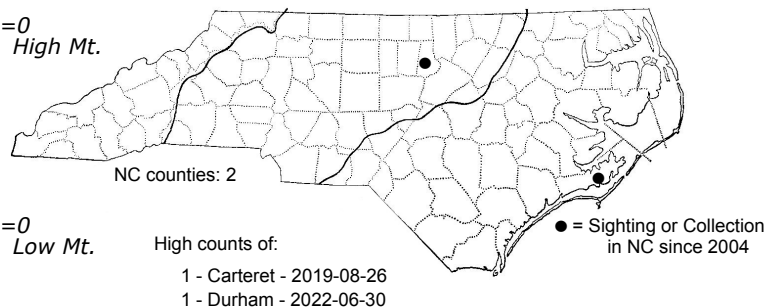 =0
High Mt.
NC counties: 2
=0
Low Mt.
High counts of:
1 - Carteret - 2019-08-26
1 - Durham - 2022-06-30
● = Sighting or Collection
in NC since 2004